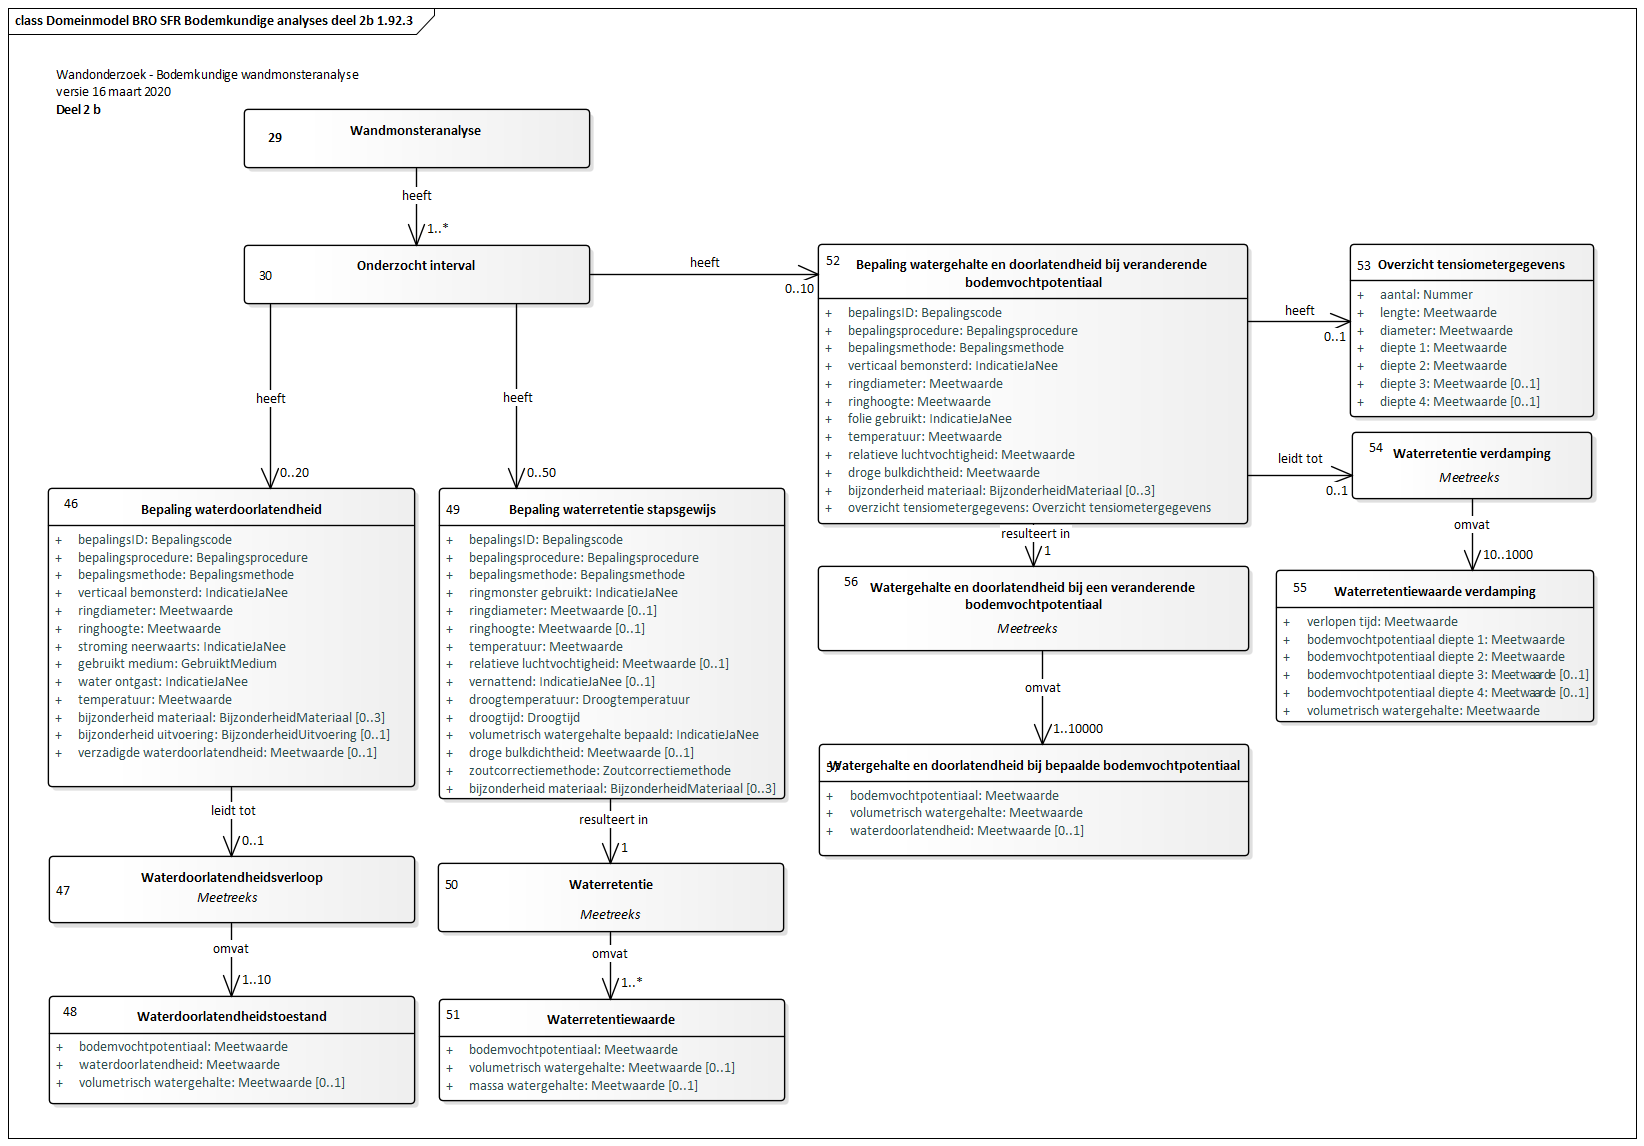 class Domeinmodel BRO SFR Bodemkundige analyses deel 2b 1.92.3
Wandonderzoek - Bodemkundige wandmonsteranalyse
versie 16 maart 2020
Deel 2 b
29
Wandmonsteranalyse
heeft
1..*
30
Onderzocht interval
heeft
0..10
heeft
0..20
heeft
0..50
52
Bepaling watergehalte en doorlatendheid bij veranderende
bodemvochtpotentiaal
+ bepalingsID: Bepalingscode
+ bepalingsprocedure: Bepalingsprocedure
+ bepalingsmethode: Bepalingsmethode
+ verticaal bemonsterd: IndicatieJaNee
+ ringdiameter: Meetwaarde
+ ringhoogte: Meetwaarde
+ folie gebruikt: IndicatieJaNee
+ temperatuur: Meetwaarde
+ relatieve luchtvochtigheid: Meetwaarde
+ droge bulkdichtheid: Meetwaarde
+ bijzonderheid materiaal: BijzonderheidMateriaal [0..3]
+ overzicht tensiometergegevens: Overzicht tensiometergegevens
heeft
0..1
53 Overzicht tensiometergegevens
+ aantal: Nummer
+ lengte: Meetwaarde
+ diameter: Meetwaarde
+ diepte 1: Meetwaarde
+ diepte 2: Meetwaarde
+ diepte 3: Meetwaarde [0..1]
+ diepte 4: Meetwaarde [0..1]
leidt tot
0..1
54
Waterretentie verdamping
Meetreeks
omvat
10..1000
55
Waterretentiewaarde verdamping
+ verlopen tijd: Meetwaarde
+ bodemvochtpotentiaal diepte 1: Meetwaarde
+ bodemvochtpotentiaal diepte 2: Meetwaarde
+ bodemvochtpotentiaal diepte 3: Meetwaarde [0..1]
+ bodemvochtpotentiaal diepte 4: Meetwaarde [0..1]
+ volumetrisch watergehalte: Meetwaarde
resulteert in
1
56
Watergehalte en doorlatendheid bij een veranderende
bodemvochtpotentiaal
Meetreeks
omvat
1..10000
Watergehalte en doorlatendheid bij bepaalde bodemvochtpotentiaal
+ bodemvochtpotentiaal: Meetwaarde
+ volumetrisch watergehalte: Meetwaarde
+ waterdoorlatendheid: Meetwaarde [0..1]
46
Bepaling waterdoorlatendheid
+ bepalingsID: Bepalingscode
+ bepalingsprocedure: Bepalingsprocedure
+ bepalingsmethode: Bepalingsmethode
+ verticaal bemonsterd: IndicatieJaNee
+ ringdiameter: Meetwaarde
+ ringhoogte: Meetwaarde
+ stroming neerwaarts: IndicatieJaNee
+ gebruikt medium: GebruiktMedium
+ water ontgast: IndicatieJaNee
+ temperatuur: Meetwaarde
+ bijzonderheid materiaal: BijzonderheidMateriaal [0..3]
+ bijzonderheid uitvoering: BijzonderheidUitvoering [0..1]
+ verzadigde waterdoorlatendheid: Meetwaarde [0..1]
leidt tot
0..1
47
Waterdoorlatendheidsverloop
Meetreeks
omvat
1..10
48
Waterdoorlatendheidstoestand
+ bodemvochtpotentiaal: Meetwaarde
+ waterdoorlatendheid: Meetwaarde
+ volumetrisch watergehalte: Meetwaarde [0..1]
49
Bepaling waterretentie stapsgewijs
+ bepalingsID: Bepalingscode
+ bepalingsprocedure: Bepalingsprocedure
+ bepalingsmethode: Bepalingsmethode
+ ringmonster gebruikt: IndicatieJaNee
+ ringdiameter: Meetwaarde [0..1]
+ ringhoogte: Meetwaarde [0..1]
+ temperatuur: Meetwaarde
+ relatieve luchtvochtigheid: Meetwaarde [0..1]
+ vernattend: IndicatieJaNee [0..1]
+ droogtemperatuur: Droogtemperatuur
+ droogtijd: Droogtijd
+ volumetrisch watergehalte bepaald: IndicatieJaNee
+ droge bulkdichtheid: Meetwaarde [0..1]
+ zoutcorrectiemethode: Zoutcorrectiemethode
+ bijzonderheid materiaal: BijzonderheidMateriaal [0..3]
resulteert in
1
50
Waterretentie
Meetreeks
omvat
1..*
51
Waterretentiewaarde
+ bodemvochtpotentiaal: Meetwaarde
+ volumetrisch watergehalte: Meetwaarde [0..1]
+ massa watergehalte: Meetwaarde [0..1]